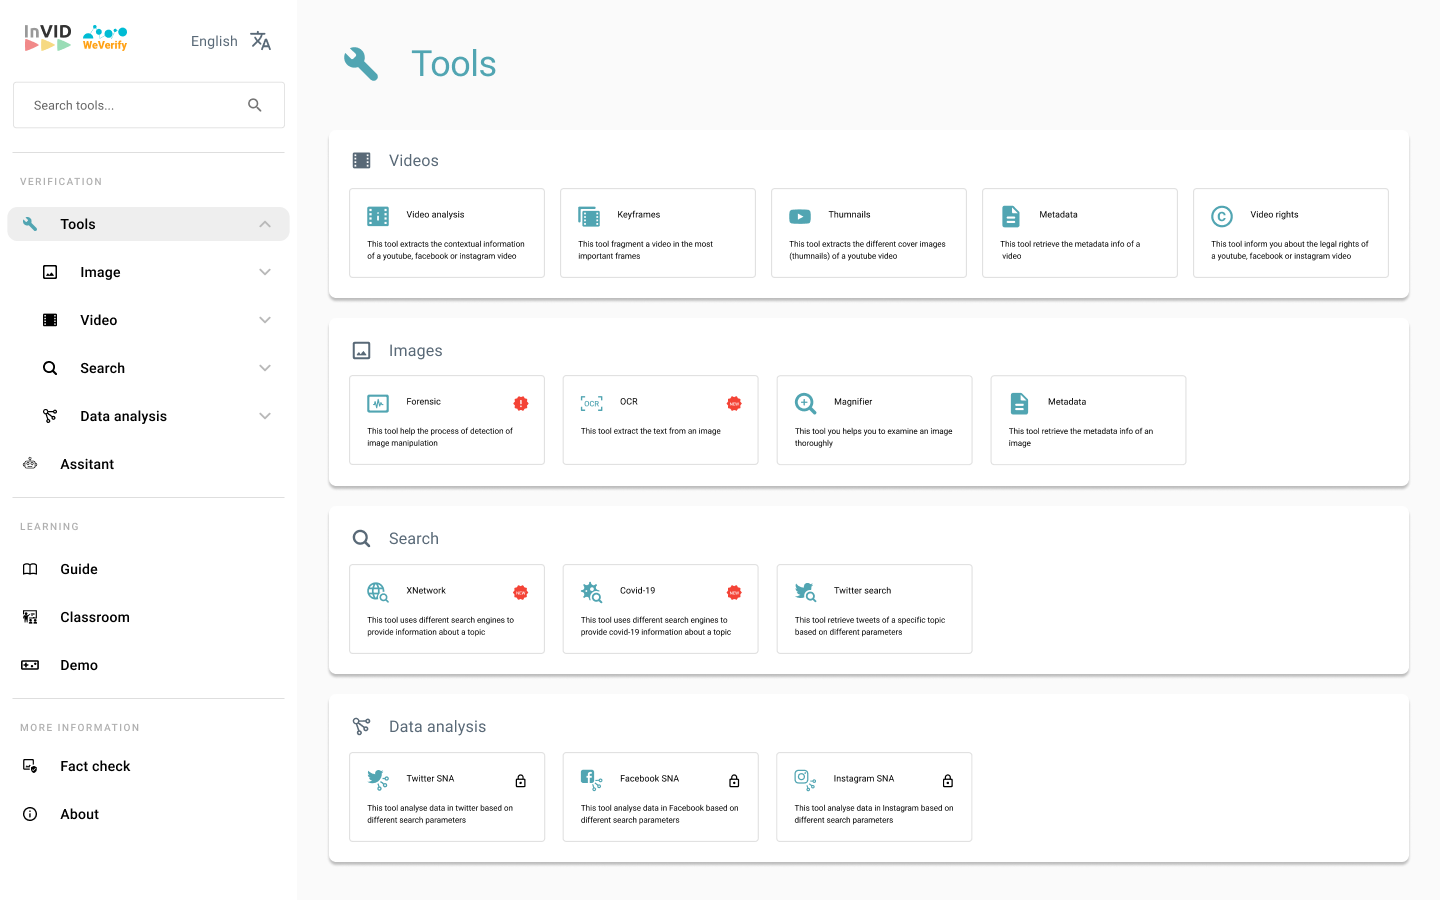 InVID
WeVerify
English
Search tools...
VERIFICATION
Tools
Image
Video
Search
Data analysis
Assitant
LEARNING
Guide
Classroom
Demo
MORE INFORMATION
Fact check
About
Tools
Videos
Video analysis
This tool extracts the contextual information
of a youtube, facebook or instagram video
Keyframes
This tool fragment a video in the most
important frames
Thumnails
This tool extracts the different cover images
(thumnails) of a youtube video
Metadata
This tool retrieve the metadata info of a
video
Video rights
This tool inform you about the legal rights of
a youtube, facebook or instagram video
Images
Forensic
This tool help the process of detection of
image manipulation
OCR
OCR
NEW
This tool extract the text from an image
Magnifier
This tool you helps you to examine an image
thoroughly
Metadata
This tool retrieve the metadata info of an
image
Search
XNetwork
NEW
This tool uses different search engines to
provide information about a topic
Covid-19
NEW
This tool uses different search engines to
provide covid-19 information about a topic
Twitter search
This tool retrieve tweets of a specific topic
based on different parameters
Data analysis
Twitter SNA
This tool analyse data in twitter based on
different search parameters
Facebook SNA
This tool analyse data in Facebook based on
different search parameters
Instagram SNA
This tool analyse data in Instagram based on
different search parameters